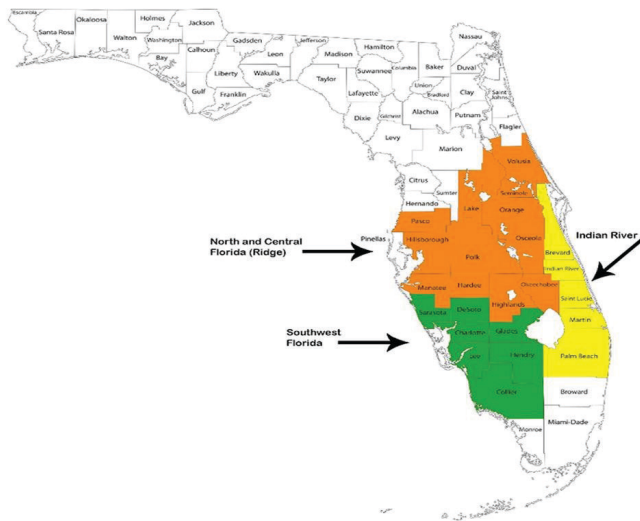 Escambia
Santa Rosa
Okaloosa
Walton
Holmes
Washington
Bay
Jackson
Calhoun
Gulf
Gadsden
Liberty
Franklin
Leon
Wakulla
Jefferson
Madison
Taylor
Hamilton
Suwannee
Lafayette
Dixie
Columbia
Gilchrist
Levy
Baker
Union
Bradford
Alachua
Marion
Nassau
Duval
Clay
Putnam
Saint
Johns
Flagler
Volusia
Citrus
Sumter
Hernando
Lake
Seminole
Orange
Pasco
Pinellas
Hillsborough
Polk
Osceola
Brevard
Indian River
North and Central
Florida (Ridge)
Indian River
Manatee
Hardee
Highlands
Okeechobee
Saint Lucie
Martin
Sarasota
DeSoto
Southwest
Florida
Charlotte
Glades
Lee
Hendry
Palm Beach
Collier
Broward
Monroe
Miami-Dade